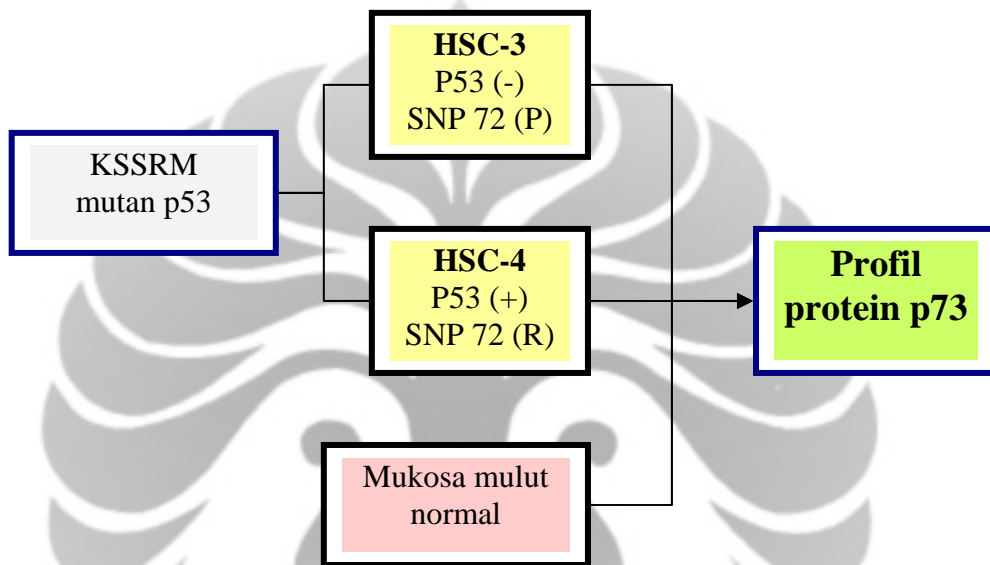 KSSRM
mutan p53
HSC-3
P53 (-)
SNP 72 (P)
HSC-4
P53 (+)
SNP 72 (R)
Mukosa mulut
normal
Profil
protein p73